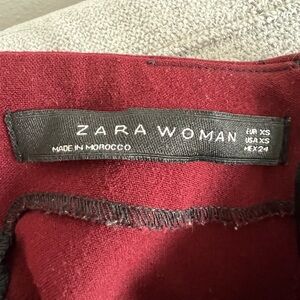 ZARA WOMAN
MADE IN MOROCCO
EUR XS
USA XS
MEX 24